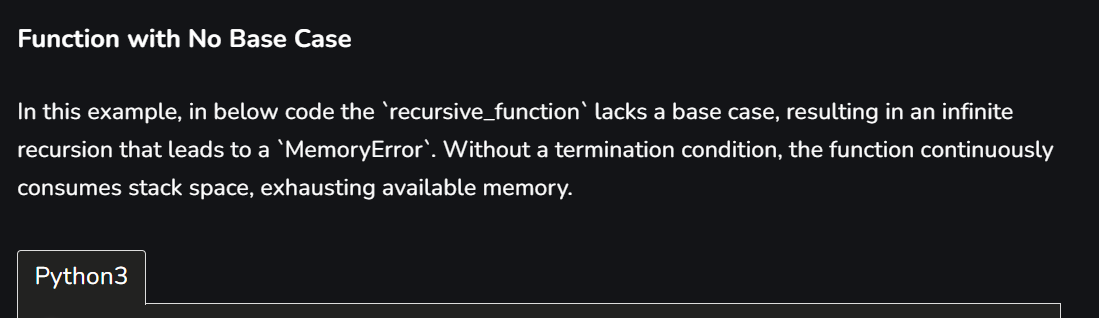 Function with No Base Case
In this example, in below code the `recursive_function` lacks a base case, resulting in an infinite
recursion that leads to a `MemoryError`. Without a termination condition, the function continuously
consumes stack space, exhausting available memory.
Python3